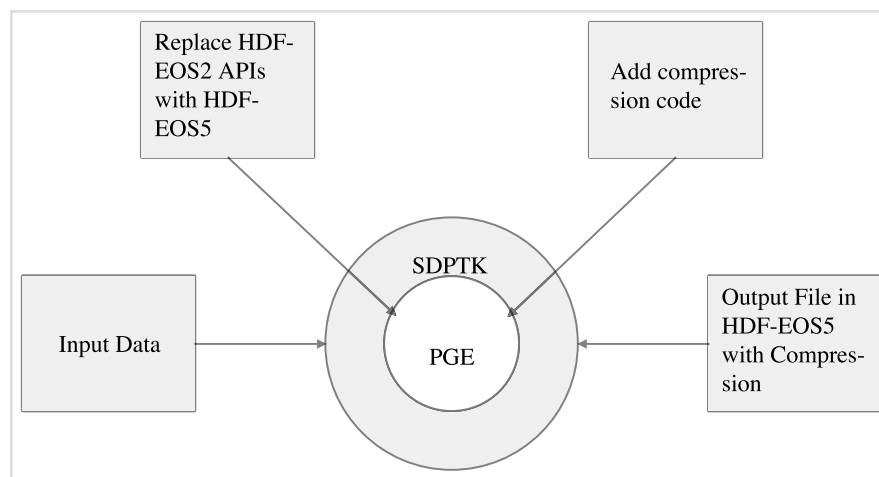 Replace HDF-
EOS2 APIs
with HDF-
EOS5
Add compres-
sion code
SDPTK
PGE
Input Data
Output File in
HDF-EOS5
with Compres-
sion